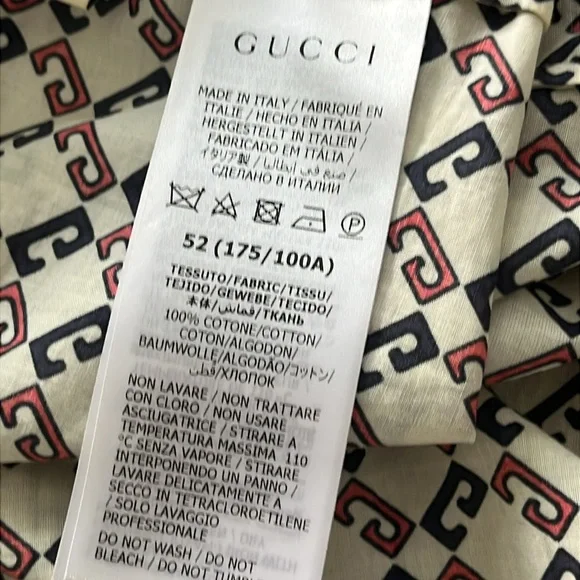 GUCCI
MADE IN ITALY / FABRIQUÉ EN
ITALIE / HECHO EN ITALIA /
HERGESTELLT IN ITALIEN /
FABRICADO EM ITÁLIA /
イタリア製 / صنع في إيطاليا /
СДЕЛАНО В ИТАЛИИ
P
52 (175/100A)
TESSUTO/FABRIC/TISSU/
TEJIDO/GEWEBE/TECIDO/
本体/قماش/ТКАНЬ
100% COTONE/COTTON/
COTON/ALGODON/
BAUMWOLLE/ALGODÃO/コットン/
قطن/ХЛОПОК
NON LAVARE / NON TRATTARE
CON CLORO / NON USARE
ASCIUGATRICE / STIRARE A
TEMPERATURA MASSIMA 110
°C SENZA VAPORE / STIRARE
INTERPONENDO UN PANNO /
LAVARE DELICATAMENTE A
SECCO IN TETRACLOROETILENE
/ SOLO LAVAGGIO
PROFESSIONALE
DO NOT WASH / DO NOT
BLEACH / DO NOT TUMBL